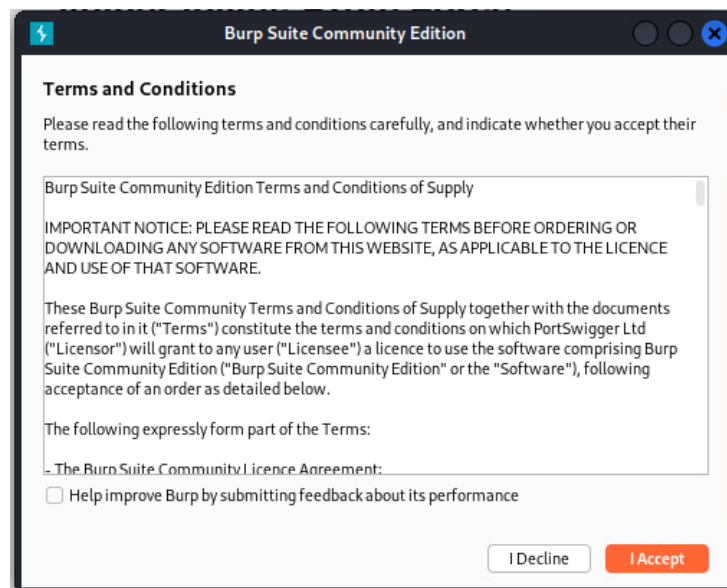 Burp Suite Community Edition
Terms and Conditions
Please read the following terms and conditions carefully, and indicate whether you accept their
terms.
Burp Suite Community Edition Terms and Conditions of Supply
IMPORTANT NOTICE: PLEASE READ THE FOLLOWING TERMS BEFORE ORDERING OR
DOWNLOADING ANY SOFTWARE FROM THIS WEBSITE, AS APPLICABLE TO THE LICENCE
AND USE OF THAT SOFTWARE.
These Burp Suite Community Terms and Conditions of Supply together with the documents
referred to in it ("Terms") constitute the terms and conditions on which PortSwigger Ltd
("Licensor") will grant to any user ("Licensee") a licence to use the software comprising Burp
Suite Community Edition ("Burp Suite Community Edition" or the "Software"), following
acceptance of an order as detailed below.
The following expressly form part of the Terms:
- The Burp Suite Community Licence Agreement;
Help improve Burp by submitting feedback about its performance
I Decline
I Accept